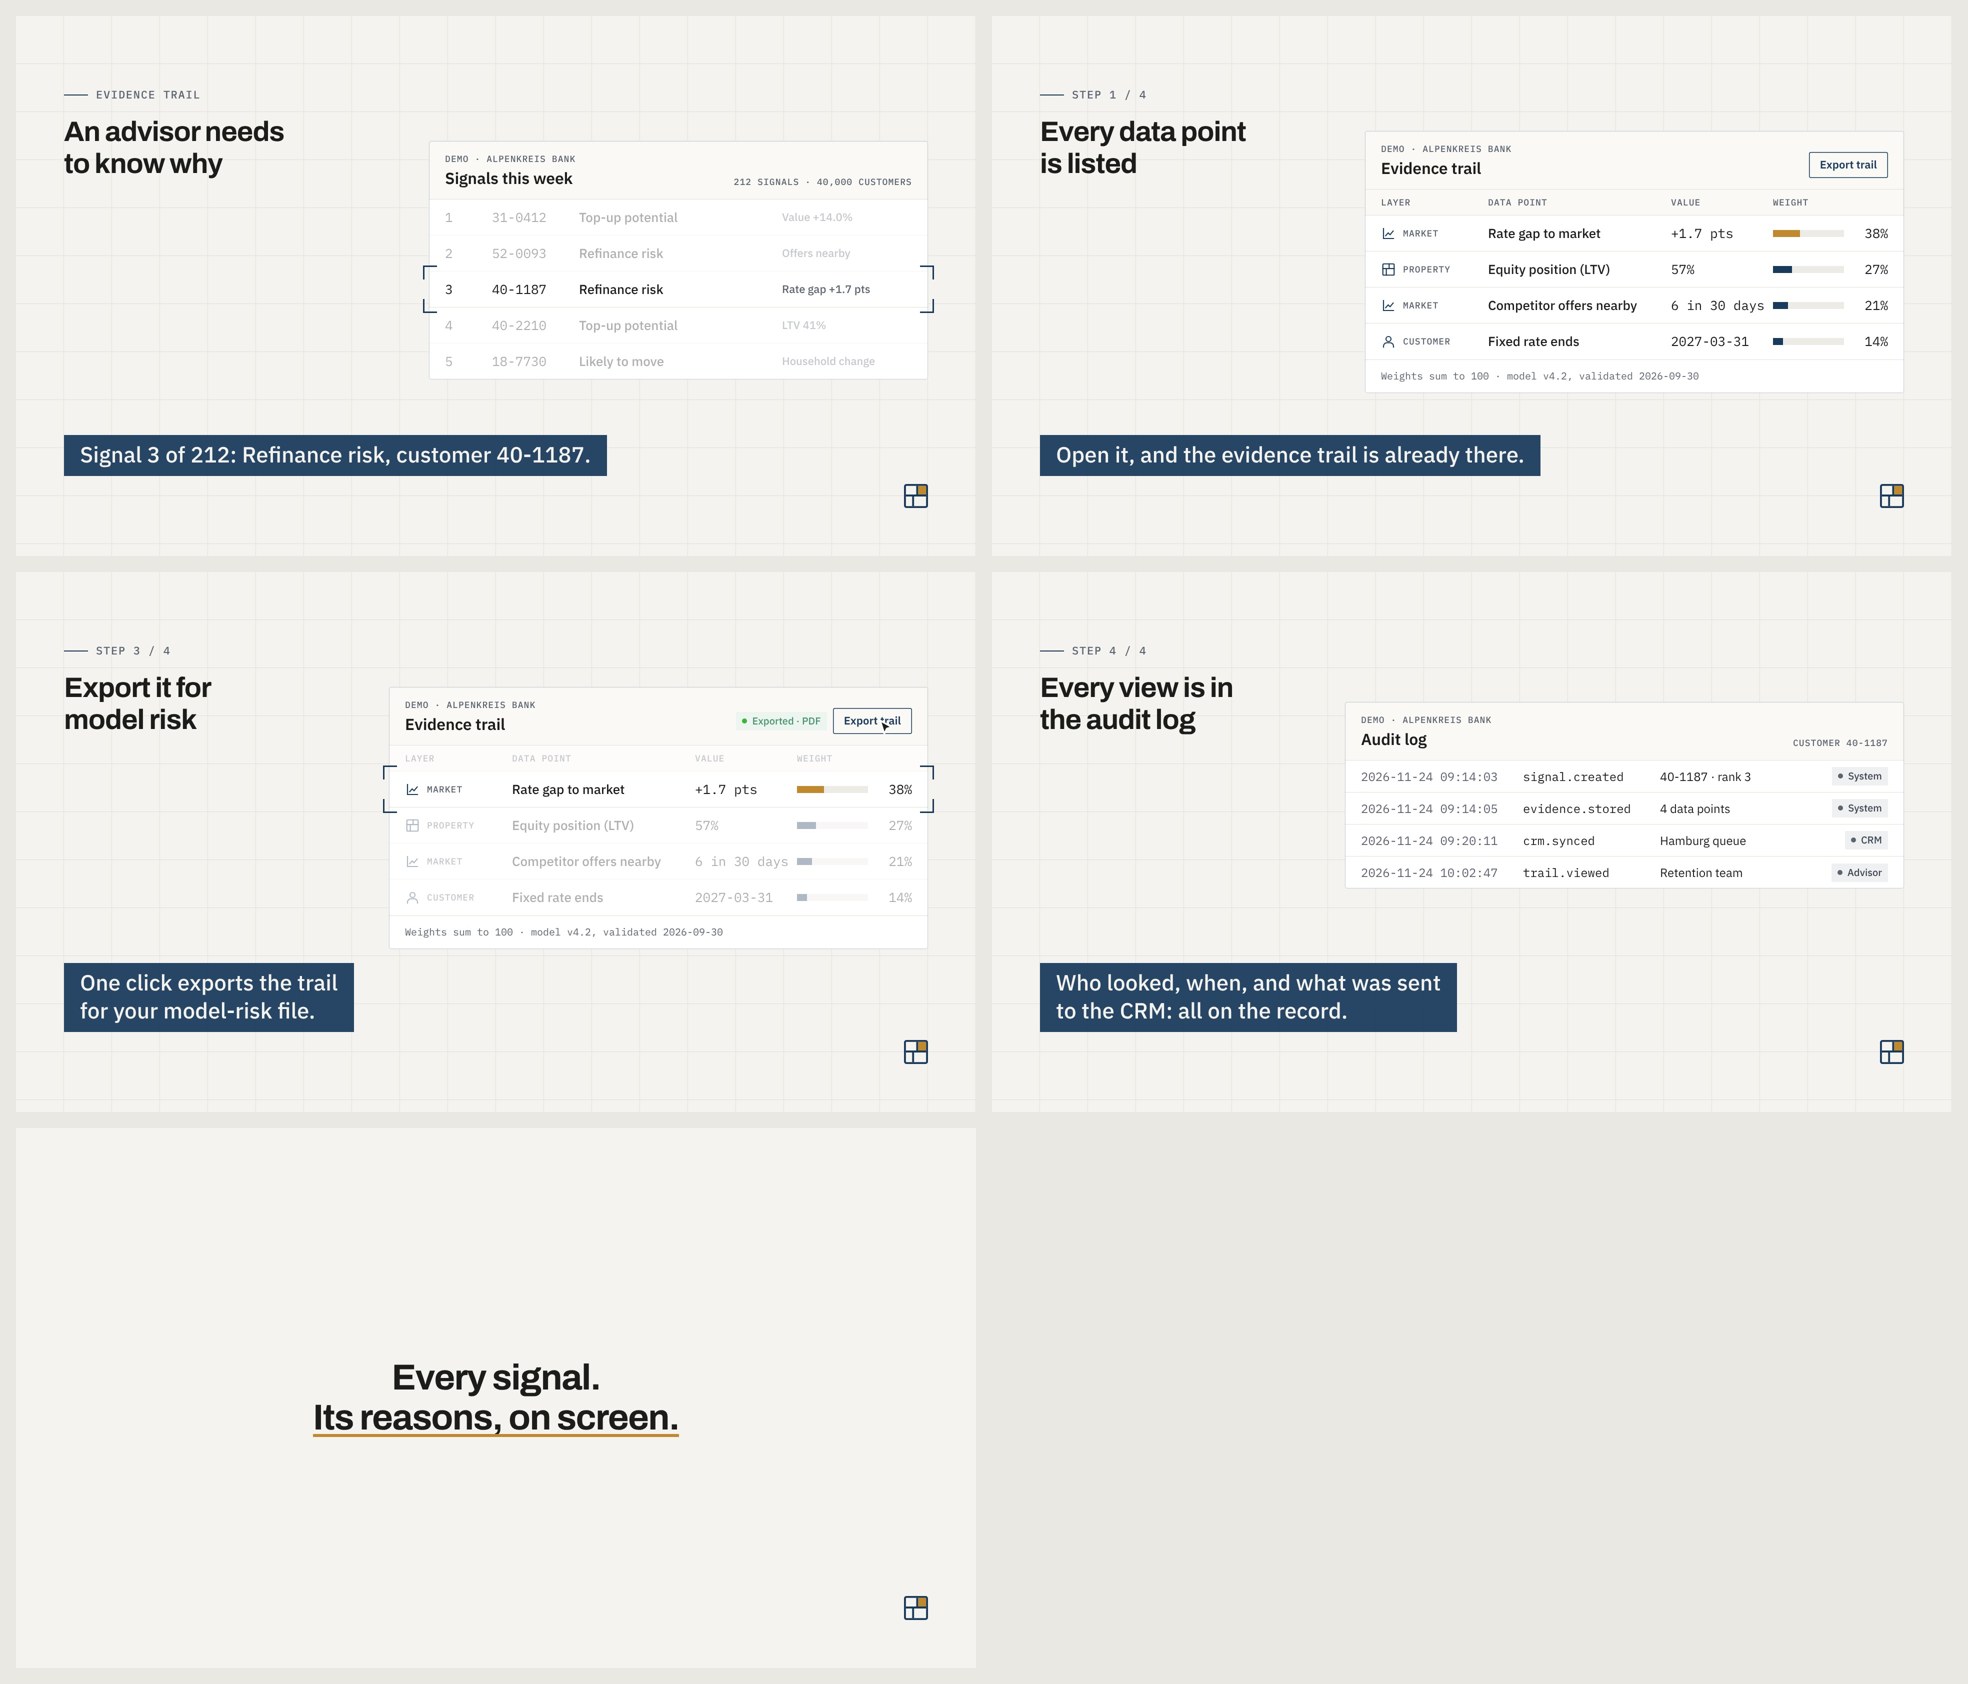 EVIDENCE TRAIL
An advisor needs
to know why
DEMO · ALPENKREIS BANK
Signals this week
212 SIGNALS · 40,000 CUSTOMERS
1 31-0412 Top-up potential Value +14.0%
2 52-0093 Refinance risk Offers nearby
3 40-1187 Refinance risk Rate gap +1.7 pts
4 40-2210 Top-up potential LTV 41%
5 18-7730 Likely to move Household change
Signal 3 of 212: Refinance risk, customer 40-1187.
STEP 1 / 4
Every data point
is listed
DEMO · ALPENKREIS BANK
Evidence trail
Export trail
LAYER DATA POINT VALUE WEIGHT
MARKET Rate gap to market +1.7 pts 38%
PROPERTY Equity position (LTV) 57% 27%
MARKET Competitor offers nearby 6 in 30 days 21%
CUSTOMER Fixed rate ends 2027-03-31 14%
Weights sum to 100 · model v4.2, validated 2026-09-30
Open it, and the evidence trail is already there.
STEP 3 / 4
Export it for
model risk
DEMO · ALPENKREIS BANK
Evidence trail
Exported · PDF
Export trail
LAYER DATA POINT VALUE WEIGHT
MARKET Rate gap to market +1.7 pts 38%
PROPERTY Equity position (LTV) 57% 27%
MARKET Competitor offers nearby 6 in 30 days 21%
CUSTOMER Fixed rate ends 2027-03-31 14%
Weights sum to 100 · model v4.2, validated 2026-09-30
One click exports the trail
for your model-risk file.
STEP 4 / 4
Every view is in
the audit log
DEMO · ALPENKREIS BANK
Audit log
CUSTOMER 40-1187
2026-11-24 09:14:03 signal.created 40-1187 · rank 3 System
2026-11-24 09:14:05 evidence.stored 4 data points System
2026-11-24 09:20:11 crm.synced Hamburg queue CRM
2026-11-24 10:02:47 trail.viewed Retention team Advisor
Who looked, when, and what was sent
to the CRM: all on the record.
Every signal.
Its reasons, on screen.